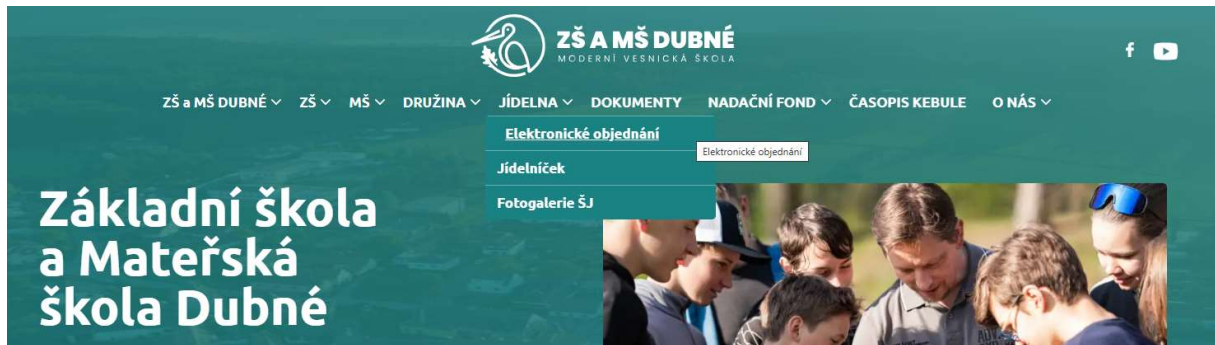 ZŠ A MŠ DUBNÉ
MODERNÍ VESNICKÁ ŠKOLA
ZŠ a MŠ DUBNÉ ZŠ MŠ DRUŽINA JÍDELNA DOKUMENTY NADAČNÍ FOND ČASOPIS KEBULE O NÁS
Elektronické objednání
Elektronické objednání
Jídelníček
Fotogalerie ŠJ
Základní škola
a Mateřská
škola Dubné